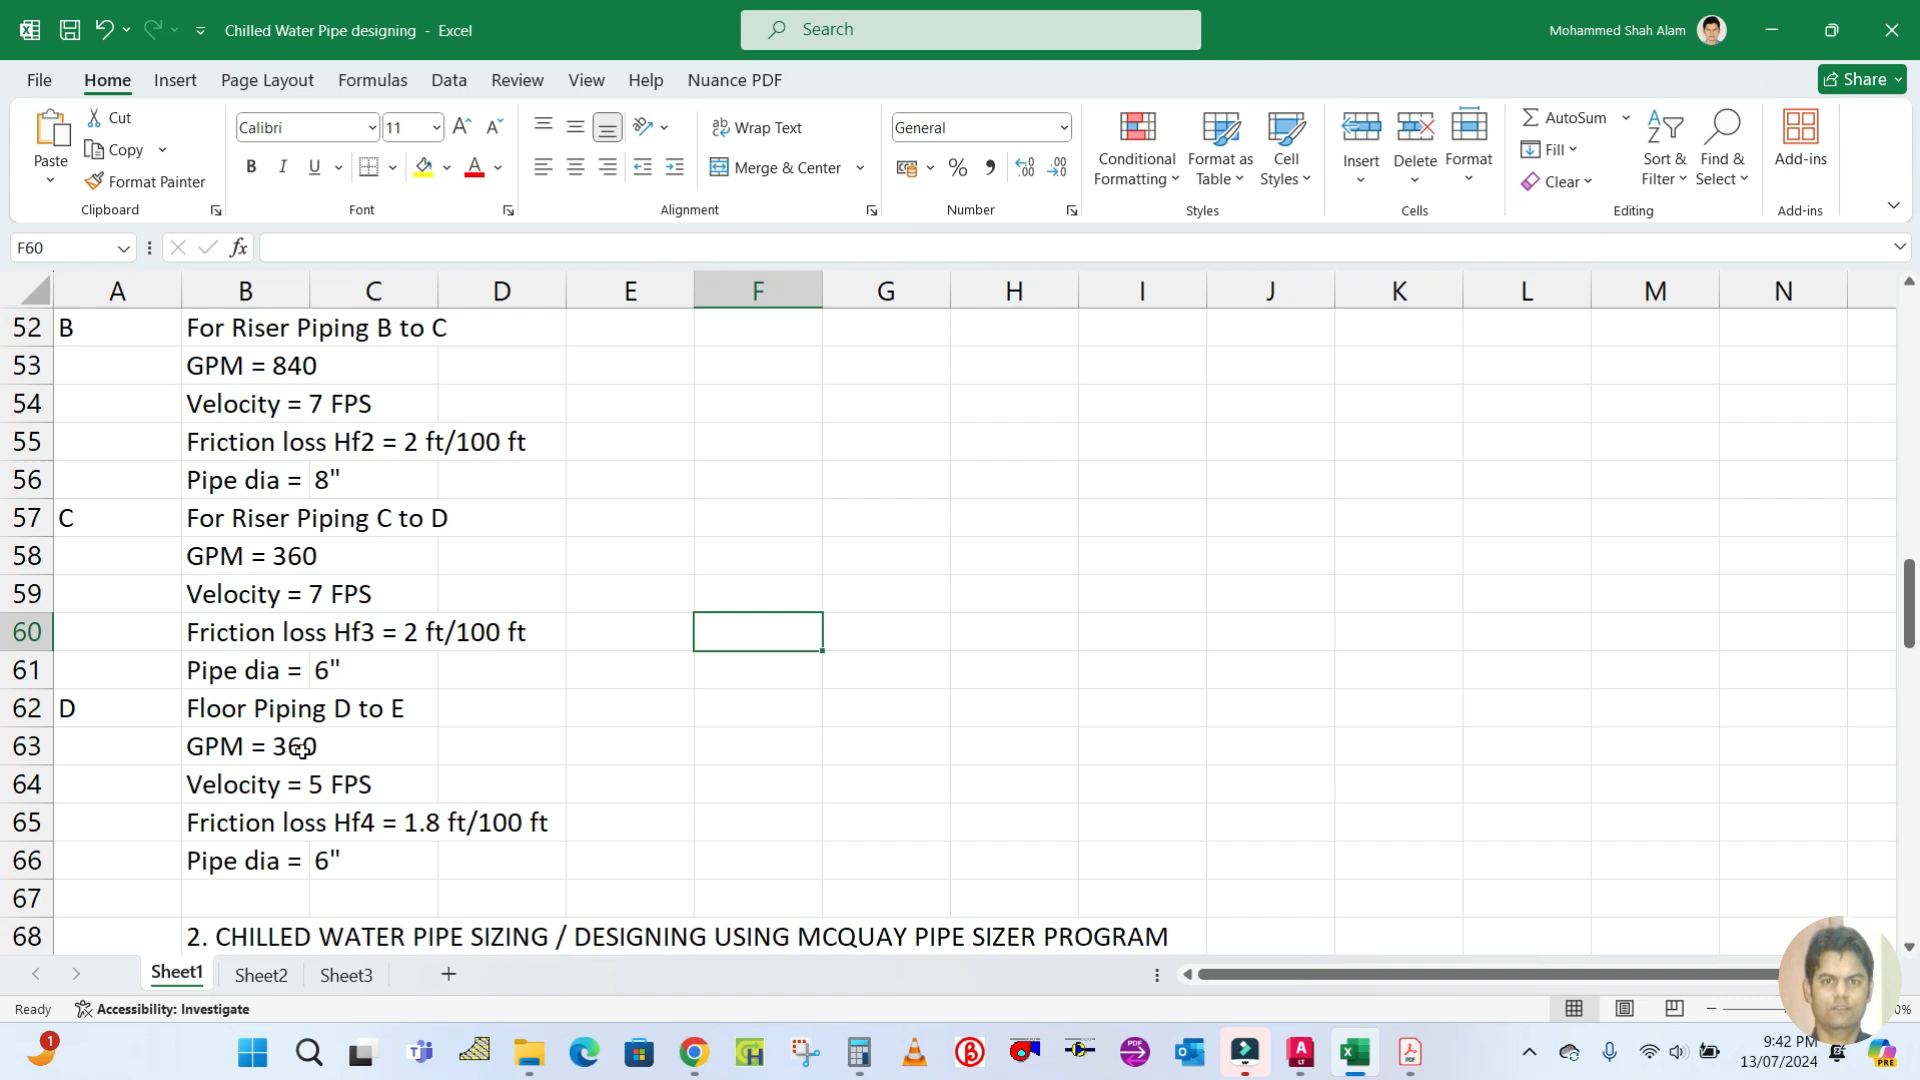 Chilled Water Pipe designing - Excel
Search
Mohammed Shah Alam
File Home Insert Page Layout Formulas Data Review View Help Nuance PDF
Share
Paste
Cut
Copy
Format Painter
Clipboard
Calibri 11
B I U A
Font
Wrap Text
Merge & Center
Alignment
General
Number
Conditional Formatting
Format as Table
Cell Styles
Styles
Insert Delete Format
Cells
AutoSum
Fill
Clear
Sort & Filter
Find & Select
Editing
Add-ins
Add-ins
F60
fx
A B C D E F G H I J K L M N
52 B For Riser Piping B to C
53 GPM = 840
54 Velocity = 7 FPS
55 Friction loss Hf2 = 2 ft/100 ft
56 Pipe dia = 8"
57 C For Riser Piping C to D
58 GPM = 360
59 Velocity = 7 FPS
60 Friction loss Hf3 = 2 ft/100 ft
61 Pipe dia = 6"
62 D Floor Piping D to E
63 GPM = 360
64 Velocity = 5 FPS
65 Friction loss Hf4 = 1.8 ft/100 ft
66 Pipe dia = 6"
67
68 2. CHILLED WATER PIPE SIZING / DESIGNING USING MCQUAY PIPE SIZER PROGRAM
Sheet1 Sheet2 Sheet3
Ready Accessibility: Investigate
9:42 PM
13/07/2024